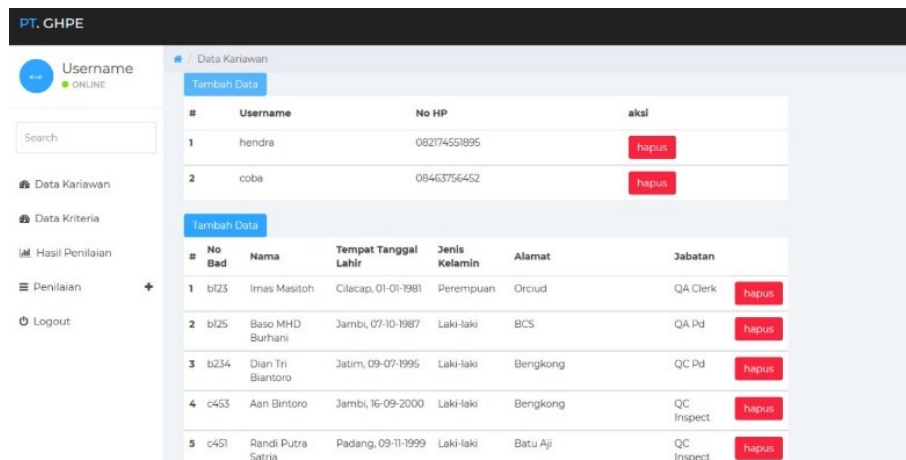 PT. GHPE
Username
ONLINE
Search
Data Kariawan
Data Kriteria
Hasil Penilaian
Penilaian +
Logout
/ Data Kariawan
Tambah Data
# Username No HP aksi
1 hendra 082174551895 hapus
2 coba 08463756452 hapus
Tambah Data
# No Bad Nama Tempat Tanggal Lahir Jenis Kelamin Alamat Jabatan
1 b123 Imas Masitoh Cilacap, 01-01-1981 Perempuan Orciud QA Clerk hapus
2 b125 Baso MHD Burhani Jambi, 07-10-1987 Laki-laki BCS QA Pd hapus
3 b234 Dian Tri Biantoro Jatim, 09-07-1995 Laki-laki Bengkong QC Pd hapus
4 c453 Aan Bintoro Jambi, 16-09-2000 Laki-laki Bengkong QC Inspect hapus
5 c451 Randi Putra Satria Padang, 09-11-1999 Laki-laki Batu Aji QC Inspect hapus